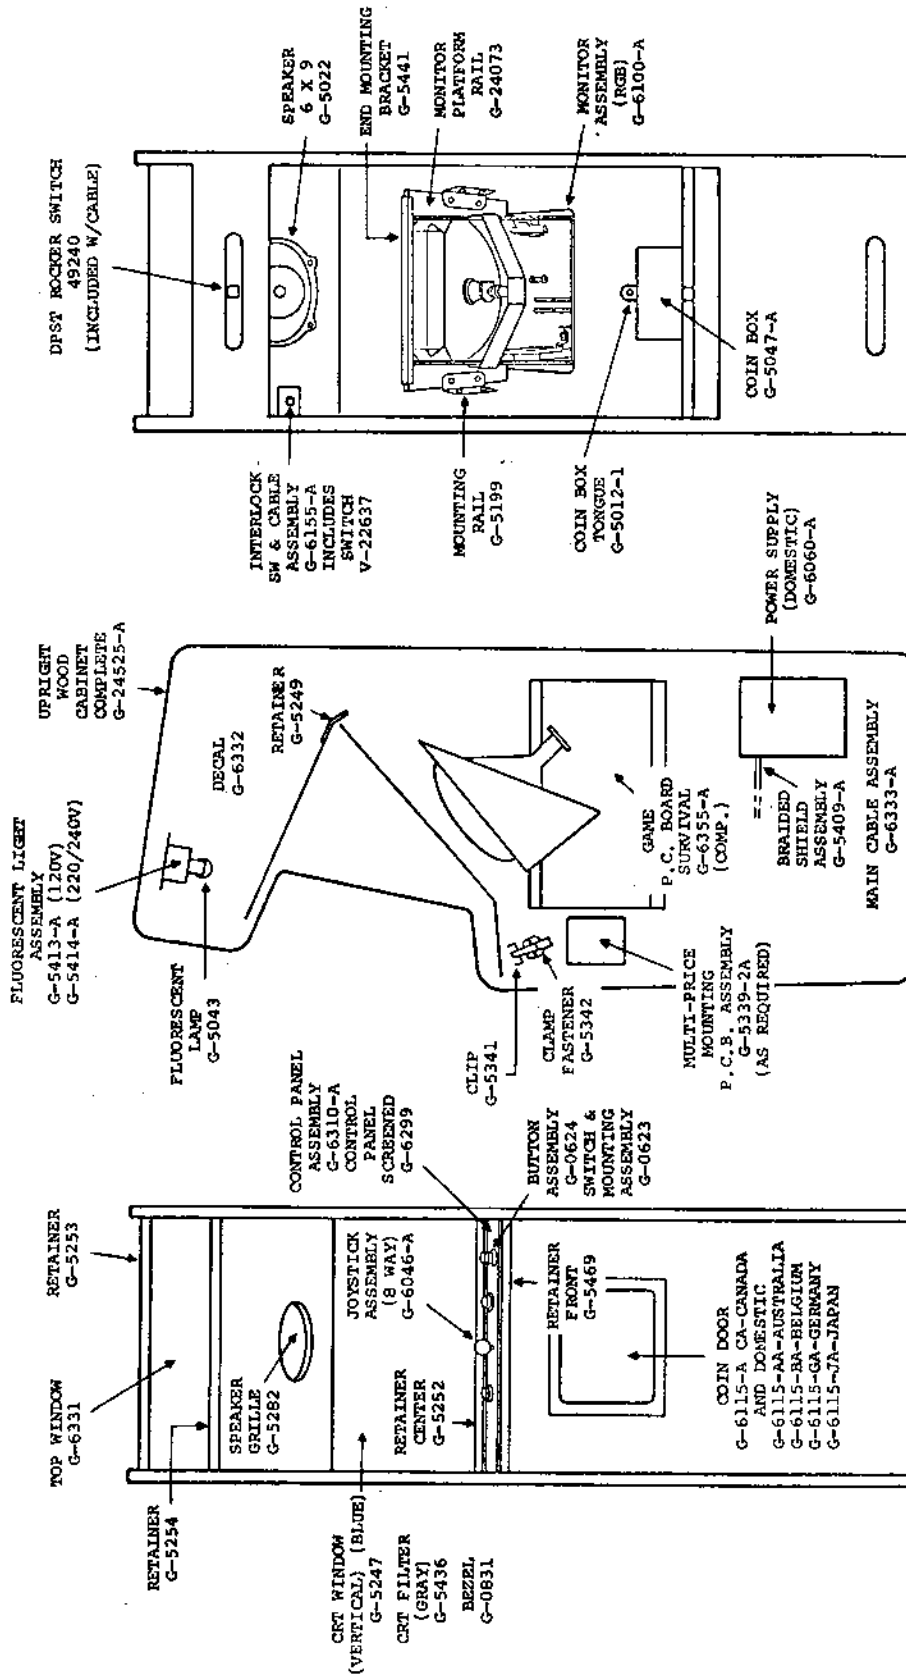 TOP WINDOW
G-6331
RETAINER
G-5253
RETAINER
G-5254
SPEAKER
GRILLE
G-5282
CRT WINDOW
(VERTICAL) (BLUE)
G-5247
CRT FILTER
(GRAY)
G-5436
BEZEL
G-0831
JOYSTICK
ASSEMBLY
(8 WAY)
G-6046-A
RETAINER
CENTER
G-5252
CONTROL PANEL
ASSEMBLY
G-6310-A
CONTROL
PANEL
SCREENED
G-6299
BUTTON
ASSEMBLY
G-0624
SWITCH &
MOUNTING
ASSEMBLY
G-0623
RETAINER
FRONT
G-5469
COIN DOOR
G-6115-A CA-CANADA
AND DOMESTIC
G-6115-AA-AUSTRALIA
G-6115-BA-BELGIUM
G-6115-GA-GERMANY
G-6115-JA-JAPAN
FLUORESCENT LIGHT
ASSEMBLY
G-5413-A (120V)
G-5414-A (220/240V)
FLUORESCENT
LAMP
G-5043
UPRIGHT
WOOD
CABINET
COMPLETE
G-24525-A
DECAL
G-6332
RETAINER
G-5249
CLIP
G-5341
CLAMP
FASTENER
G-5342
GAME
P.C. BOARD
SURVIVAL
G-6355-A
(COMP.)
MULTI-PRICE
MOUNTING
P.C.B. ASSEMBLY
G-5339-2A
(AS REQUIRED)
POWER SUPPLY
(DOMESTIC)
G-6060-A
BRAIDED
SHIELD
ASSEMBLY
G-5409-A
MAIN CABLE ASSEMBLY
G-6333-A
DPST ROCKER SWITCH
49240
(INCLUDED W/CABLE)
INTERLOCK
SW & CABLE
ASSEMBLY
G-6155-A
INCLUDES
SWITCH
V-22637
SPEAKER
6 X 9
G-5022
END MOUNTING
BRACKET
G-5441
MONITOR
PLATFORM
RAIL
G-24073
MOUNTING
RAIL
G-5199
MONITOR
ASSEMBLY
(RGB)
G-6100-A
COIN BOX
TONGUE
G-5012-1
COIN BOX
G-5047-A